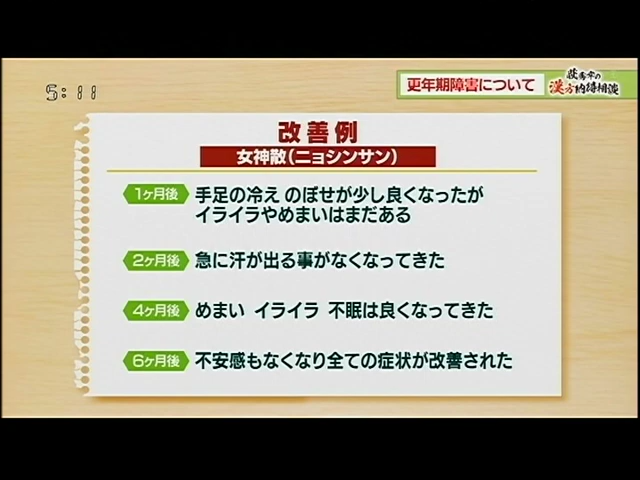 5:11
更年期障害について
漢方納得相談
改善例
女神散(ニョシンサン)
1ヶ月後 手足の冷え のぼせが少し良くなったが
イライラやめまいはまだある
2ヶ月後 急に汗が出る事がなくなってきた
4ヶ月後 めまい イライラ 不眠は良くなってきた
6ヶ月後 不安感もなくなり全ての症状が改善された